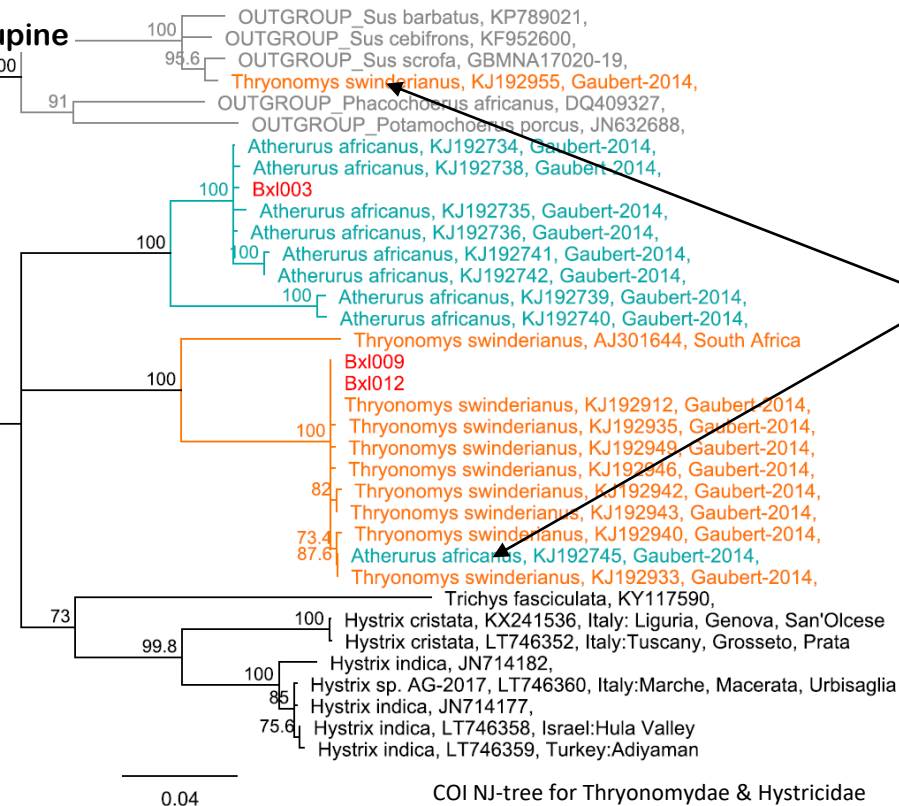 upine
00
100
OUTGROUP_Sus barbatus, KP789021,
OUTGROUP_Sus cebifrons, KF952600,
95.6
OUTGROUP_Sus scrofa, GBMNA17020-19,
Thryonomys swinderianus, KJ192955, Gaubert-2014,
91
OUTGROUP_Phacochoerus africanus, DQ409327,
OUTGROUP_Potamochoerus porcus, JN632688,
Atherurus africanus, KJ192734, Gaubert-2014,
Atherurus africanus, KJ192738, Gaubert-2014,
100
Bxl003
Atherurus africanus, KJ192735, Gaubert-2014,
Atherurus africanus, KJ192736, Gaubert-2014,
100
100
Atherurus africanus, KJ192741, Gaubert-2014,
Atherurus africanus, KJ192742, Gaubert-2014,
100
Atherurus africanus, KJ192739, Gaubert-2014,
Atherurus africanus, KJ192740, Gaubert-2014,
Thryonomys swinderianus, AJ301644, South Africa
Bxl009
100
Bxl012
Thryonomys swinderianus, KJ192912, Gaubert-2014,
100
Thryonomys swinderianus, KJ192935, Gaubert-2014,
Thryonomys swinderianus, KJ192949, Gaubert-2014,
Thryonomys swinderianus, KJ192946, Gaubert-2014,
82
Thryonomys swinderianus, KJ192942, Gaubert-2014,
Thryonomys swinderianus, KJ192943, Gaubert-2014,
73.4
Thryonomys swinderianus, KJ192940, Gaubert-2014,
87.6
Atherurus africanus, KJ192745, Gaubert-2014,
Thryonomys swinderianus, KJ192933, Gaubert-2014,
Trichys fasciculata, KY117590,
73
100
Hystrix cristata, KX241536, Italy: Liguria, Genova, San'Olcese
Hystrix cristata, LT746352, Italy:Tuscany, Grosseto, Prata
99.8
Hystrix indica, JN714182,
100
Hystrix sp. AG-2017, LT746360, Italy:Marche, Macerata, Urbisaglia
85
Hystrix indica, JN714177,
75.6
Hystrix indica, LT746358, Israel:Hula Valley
Hystrix indica, LT746359, Turkey:Adiyaman
0.04
COI NJ-tree for Thryonomydae & Hystricidae